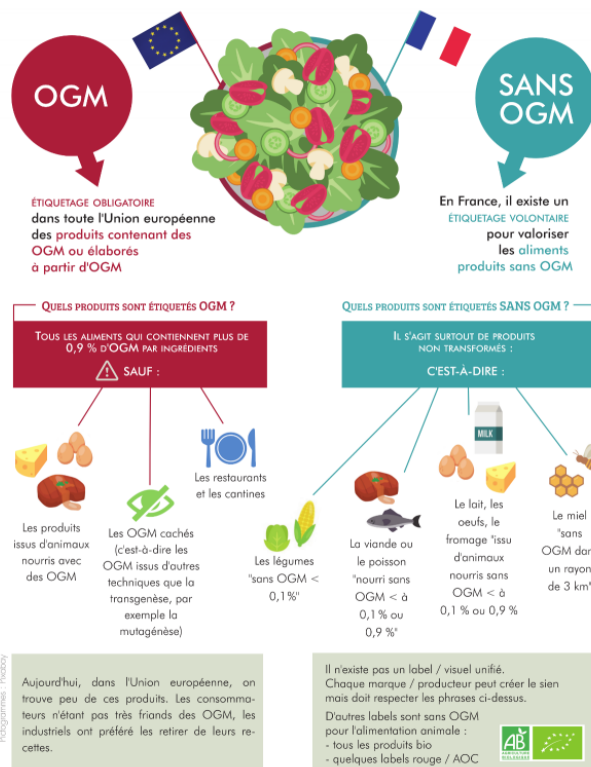 OGM
SANS
OGM
ÉTIQUETAGE OBLIGATOIRE
dans toute l'Union européenne
des produits contenant des
OGM ou élaborés
à partir d'OGM
En France, il existe un
ÉTIQUETAGE VOLONTAIRE
pour valoriser
les aliments
produits sans OGM
QUELS PRODUITS SONT ÉTIQUETÉS OGM ?
TOUS LES ALIMENTS QUI CONTIENNENT PLUS DE
0,9 % D'OGM PAR INGRÉDIENTS
SAUF :
Les produits
issus d'animaux
nourris avec
des OGM
Les OGM cachés
(c'est-à-dire les
OGM issus d'autres
techniques que la
transgenèse, par
exemple la
mutagénèse)
Les restaurants
et les cantines
QUELS PRODUITS SONT ÉTIQUETÉS SANS OGM ?
IL S'AGIT SURTOUT DE PRODUITS
NON TRANSFORMÉS :
C'EST-À-DIRE :
MILK
Les légumes
"sans OGM <
0,1%"
La viande ou
le poisson
"nourri sans
OGM < à
0,1 % ou
0,9 %"
Le lait, les
oeufs, le
fromage "issu
d'animaux
nourris sans
OGM < à
0,1 % ou 0,9 %
Le miel
"sans
OGM dan
un rayon
de 3 km"
Aujourd'hui, dans l'Union européenne, on
trouve peu de ces produits. Les consomma-
teurs n'étant pas très friands des OGM, les
industriels ont préféré les retirer de leurs re-
cettes.
Il n'existe pas un label / visuel unifié.
Chaque marque / producteur peut créer le sien
mais doit respecter les phrases ci-dessus.
D'autres labels sont sans OGM
pour l'alimentation animale :
- tous les produits bio
- quelques labels rouge / AOC
AB
AGRICULTURE
BIOLOGIQUE
Pictogrammes : Pixabay